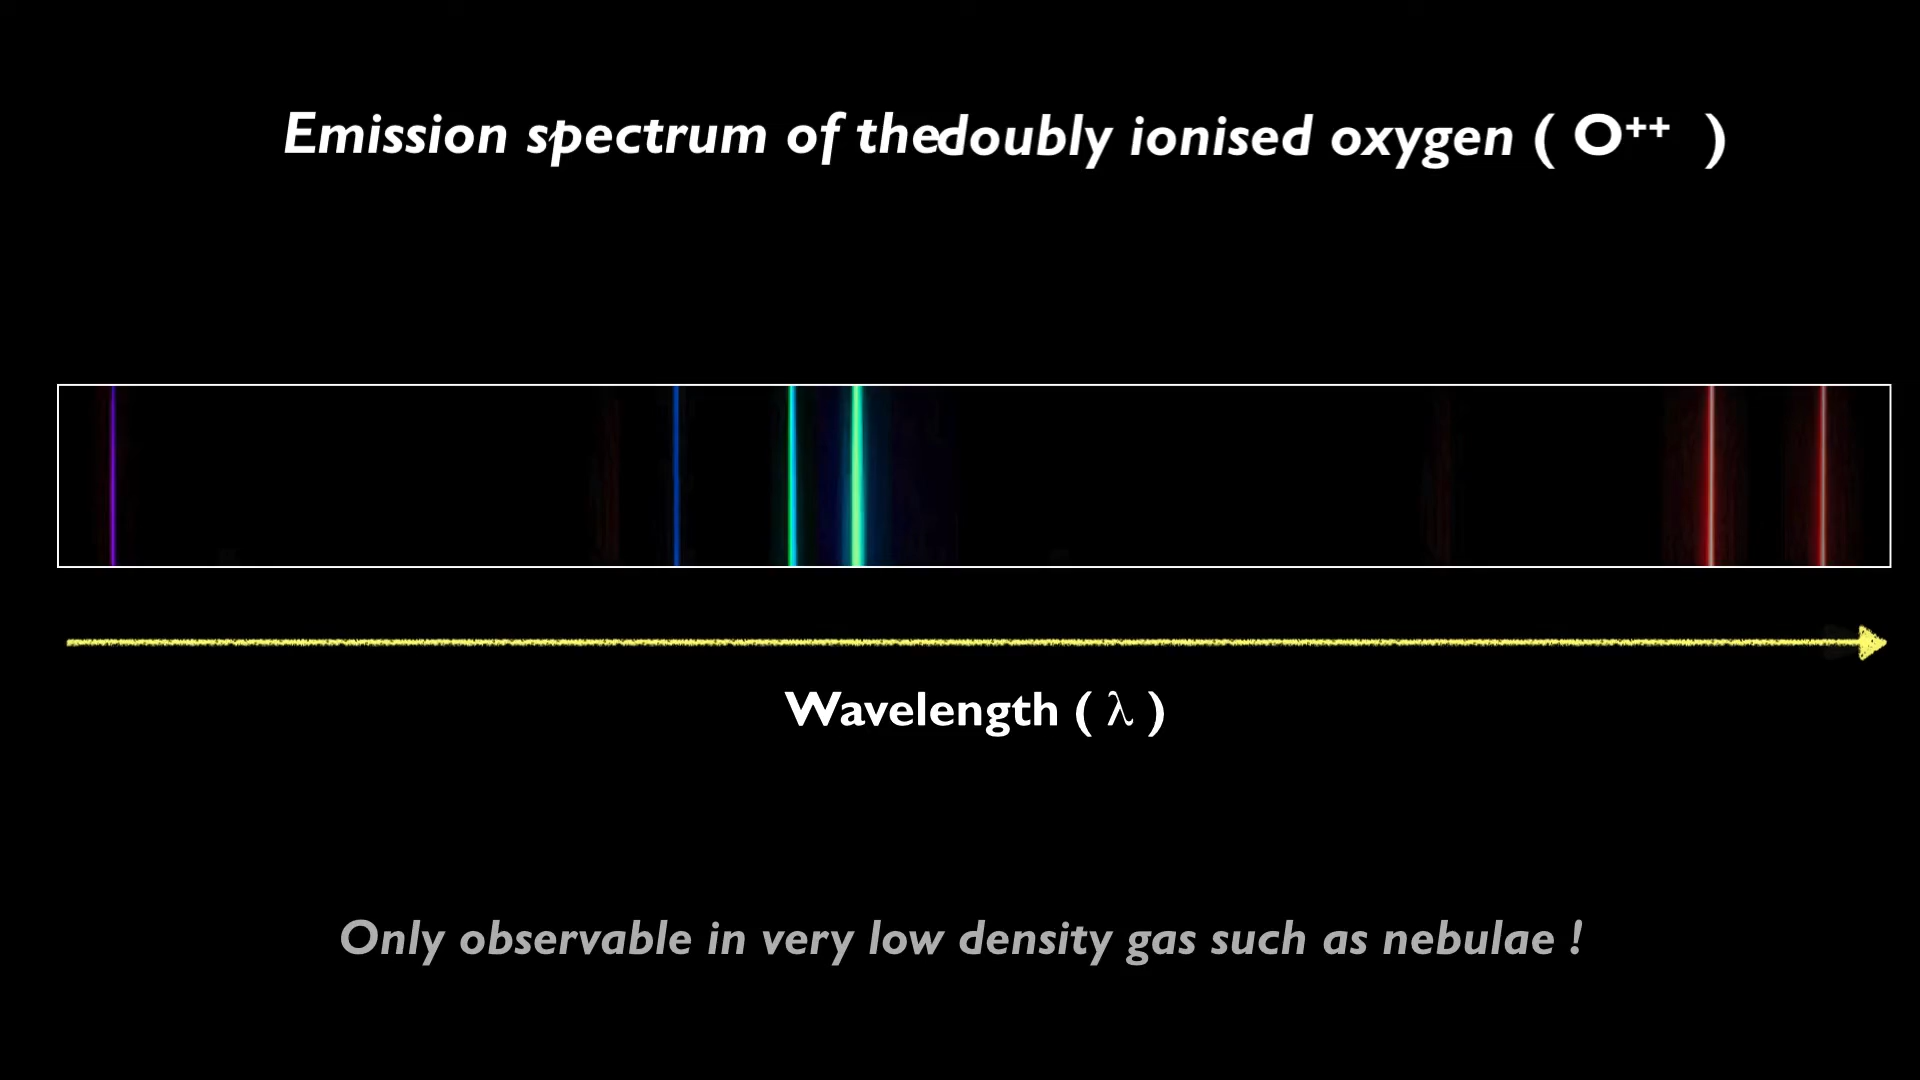 Emission spectrum of thedoubly ionised oxygen ( O⁺⁺ )
Wavelength ( λ )
Only observable in very low density gas such as nebulae !